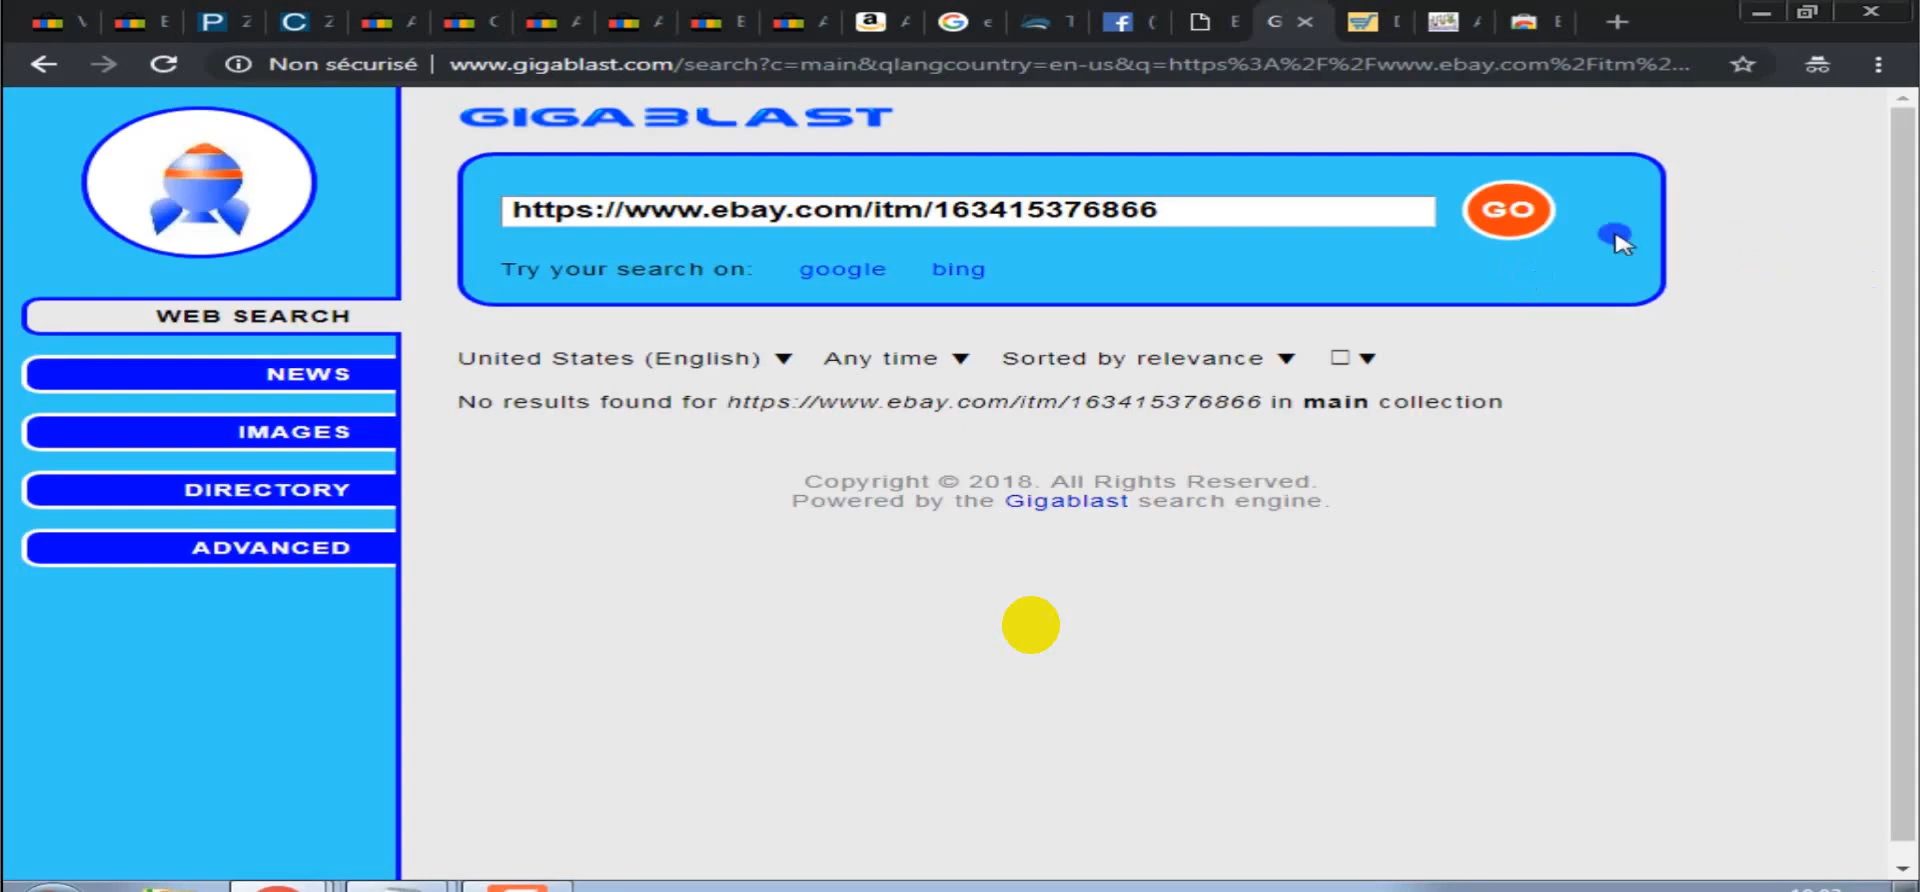 Non sécurisé | www.gigablast.com/search?c=main&qlangcountry=en-us&q=https%3A%2F%2Fwww.ebay.com%2Fitm%2...
GIGABLAST
https://www.ebay.com/itm/163415376866 GO
Try your search on: google bing
WEB SEARCH
NEWS
IMAGES
DIRECTORY
ADVANCED
United States (English) ▼ Any time ▼ Sorted by relevance ▼
No results found for https://www.ebay.com/itm/163415376866 in main collection
Copyright © 2018. All Rights Reserved.
Powered by the Gigablast search engine.